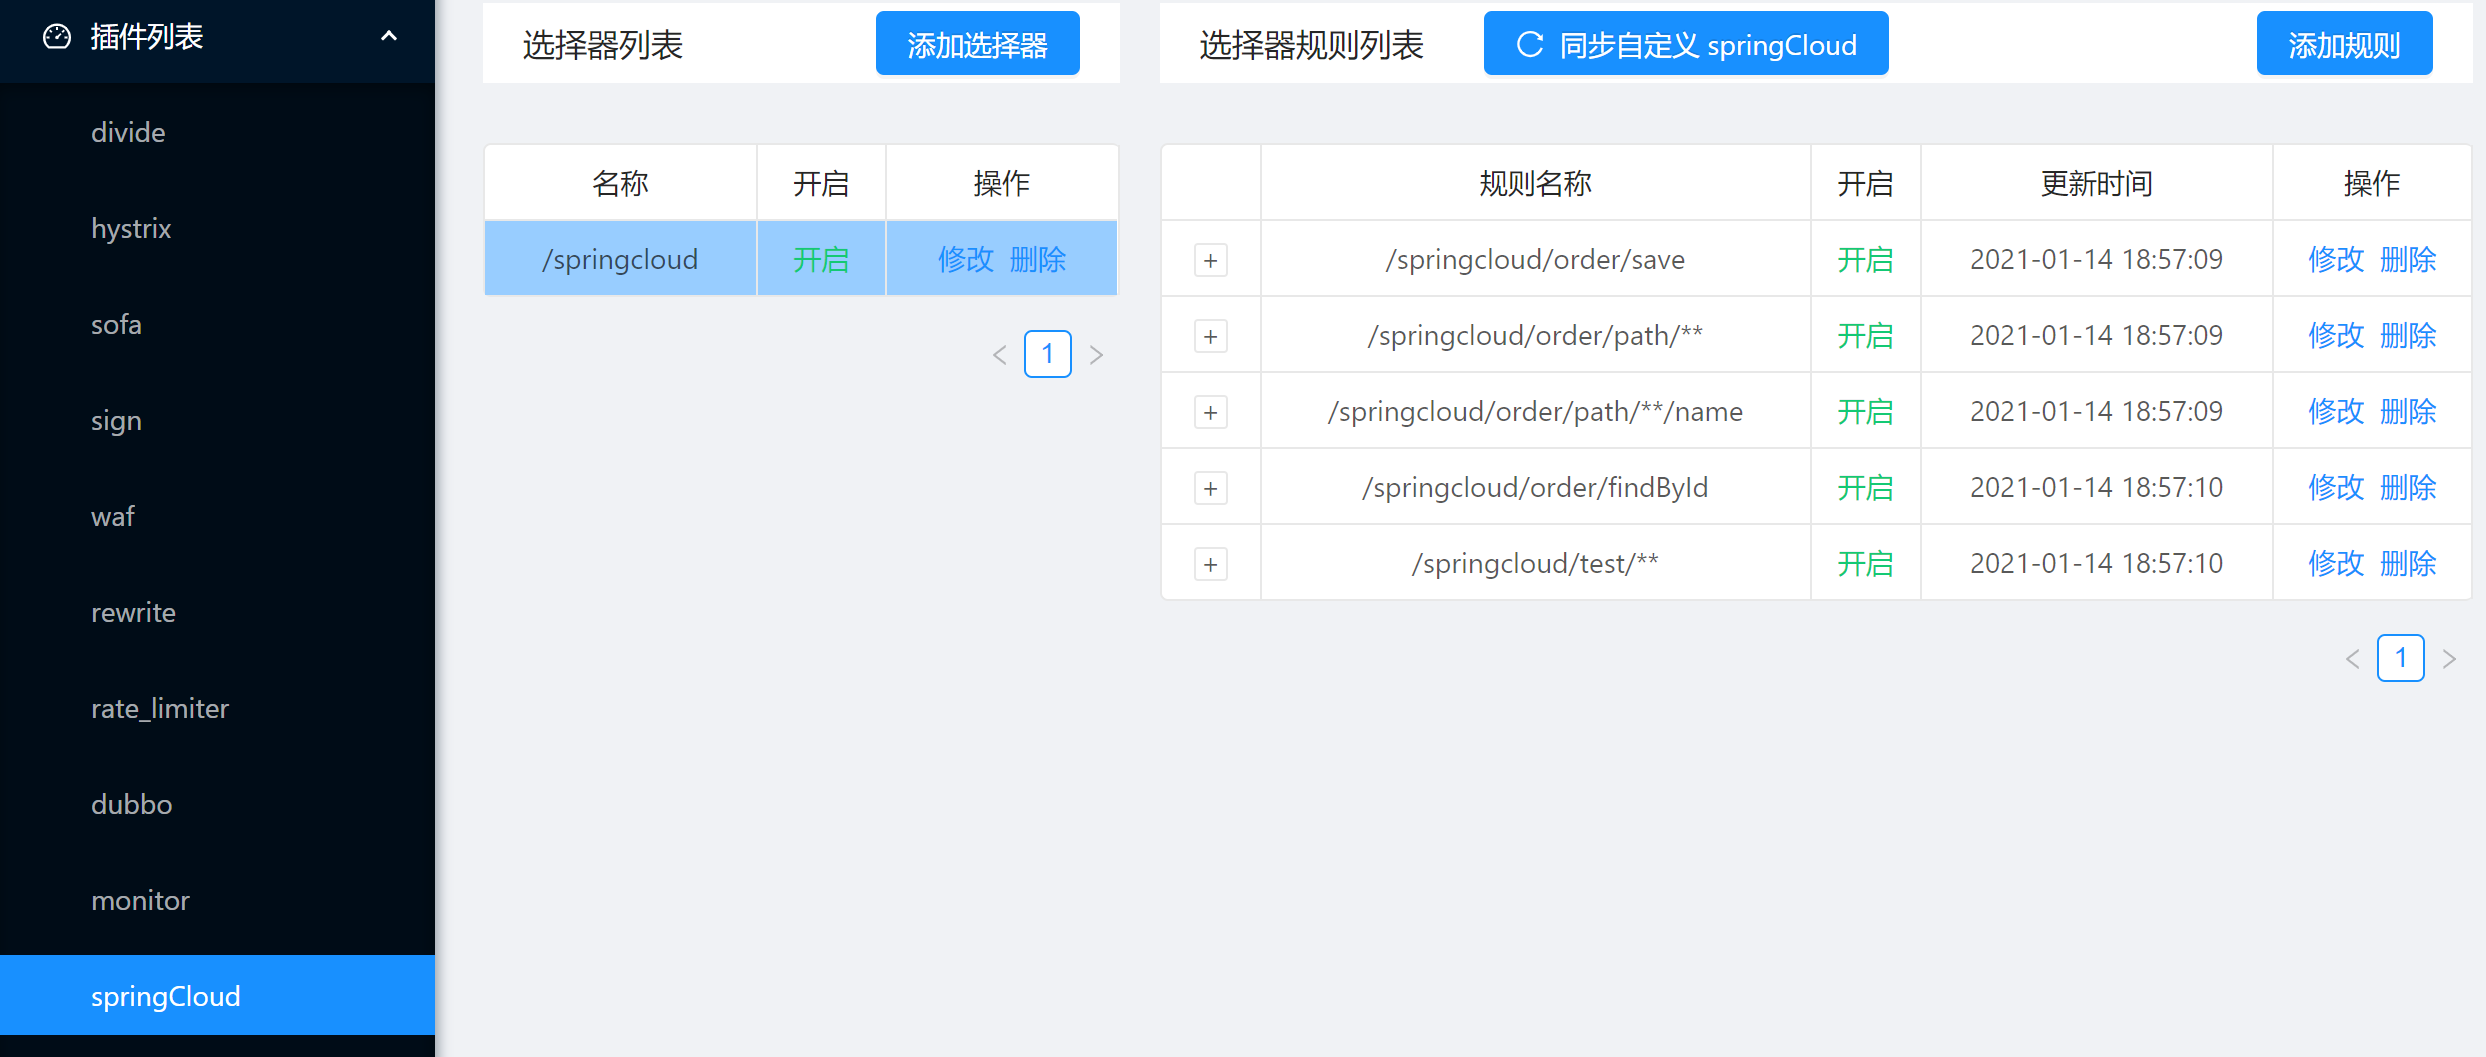 插件列表
divide
hystrix
sofa
sign
waf
rewrite
rate_limiter
dubbo
monitor
springCloud
选择器列表 添加选择器
名称 开启 操作
/springcloud 开启 修改 删除
< 1 >
选择器规则列表 同步自定义 springCloud 添加规则
规则名称 开启 更新时间 操作
+ /springcloud/order/save 开启 2021-01-14 18:57:09 修改 删除
+ /springcloud/order/path/** 开启 2021-01-14 18:57:09 修改 删除
+ /springcloud/order/path/**/name 开启 2021-01-14 18:57:09 修改 删除
+ /springcloud/order/findById 开启 2021-01-14 18:57:10 修改 删除
+ /springcloud/test/** 开启 2021-01-14 18:57:10 修改 删除
< 1 >